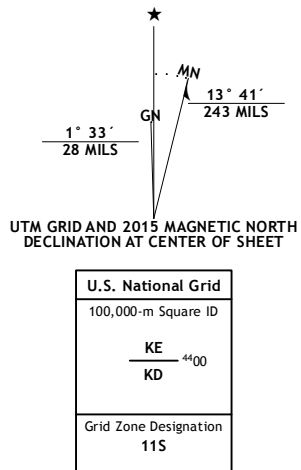 ★
MN
GN
13° 41´
243 MILS
1° 33´
28 MILS
UTM GRID AND 2015 MAGNETIC NORTH
DECLINATION AT CENTER OF SHEET
U.S. National Grid
100,000-m Square ID
KE
4400
KD
Grid Zone Designation
11S